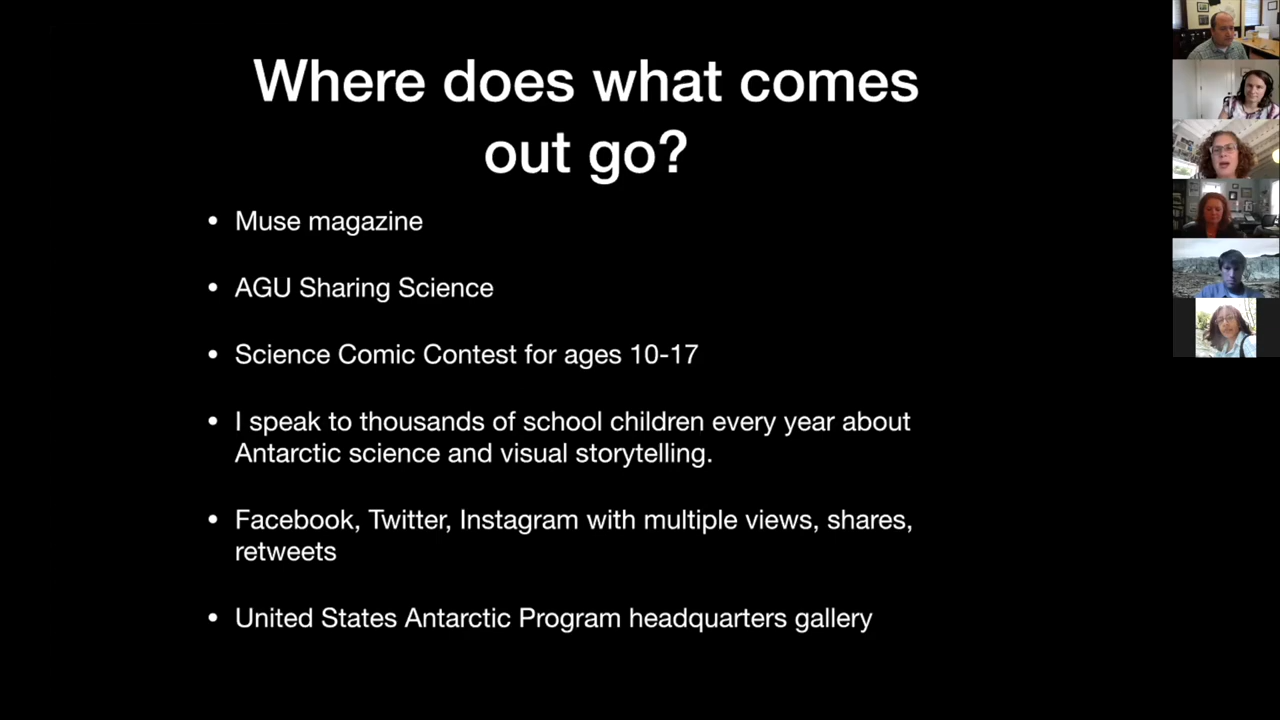 Where does what comes
out go?
• Muse magazine
• AGU Sharing Science
• Science Comic Contest for ages 10-17
• I speak to thousands of school children every year about
Antarctic science and visual storytelling.
• Facebook, Twitter, Instagram with multiple views, shares,
retweets
• United States Antarctic Program headquarters gallery